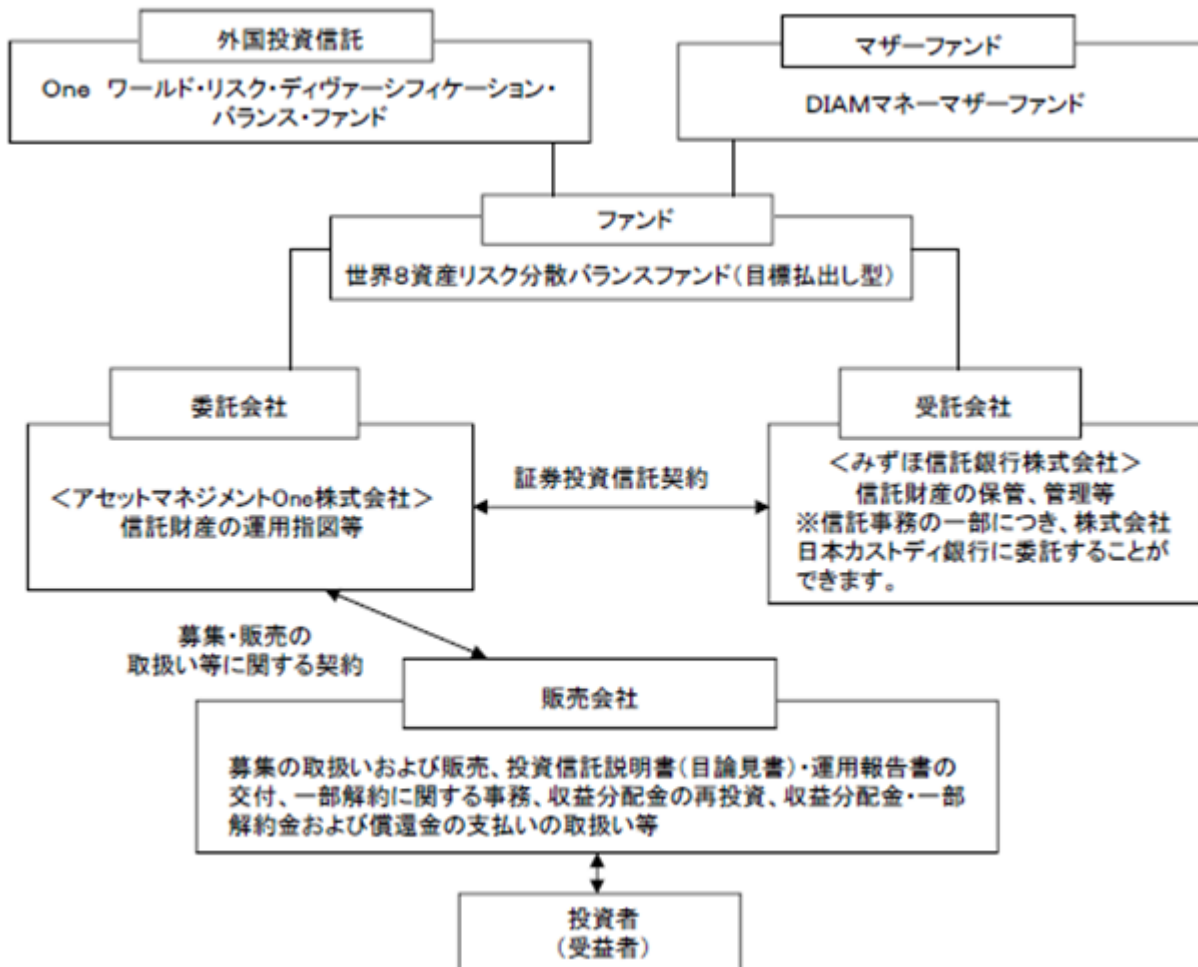 外国投資信託
One ワールド・リスク・ディヴァーシフィケーション・
バランス・ファンド
マザーファンド
DIAMマネーマザーファンド
ファンド
世界8資産リスク分散バランスファンド(目標払出し型)
委託会社
<アセットマネジメントOne株式会社>
信託財産の運用指図等
証券投資信託契約
受託会社
<みずほ信託銀行株式会社>
信託財産の保管、管理等
※信託事務の一部につき、株式会社
日本カストディ銀行に委託することが
できます。
募集・販売の
取扱い等に関する契約
販売会社
募集の取扱いおよび販売、投資信託説明書(目論見書)・運用報告書の
交付、一部解約に関する事務、収益分配金の再投資、収益分配金・一部
解約金および償還金の支払いの取扱い等
投資者
(受益者)